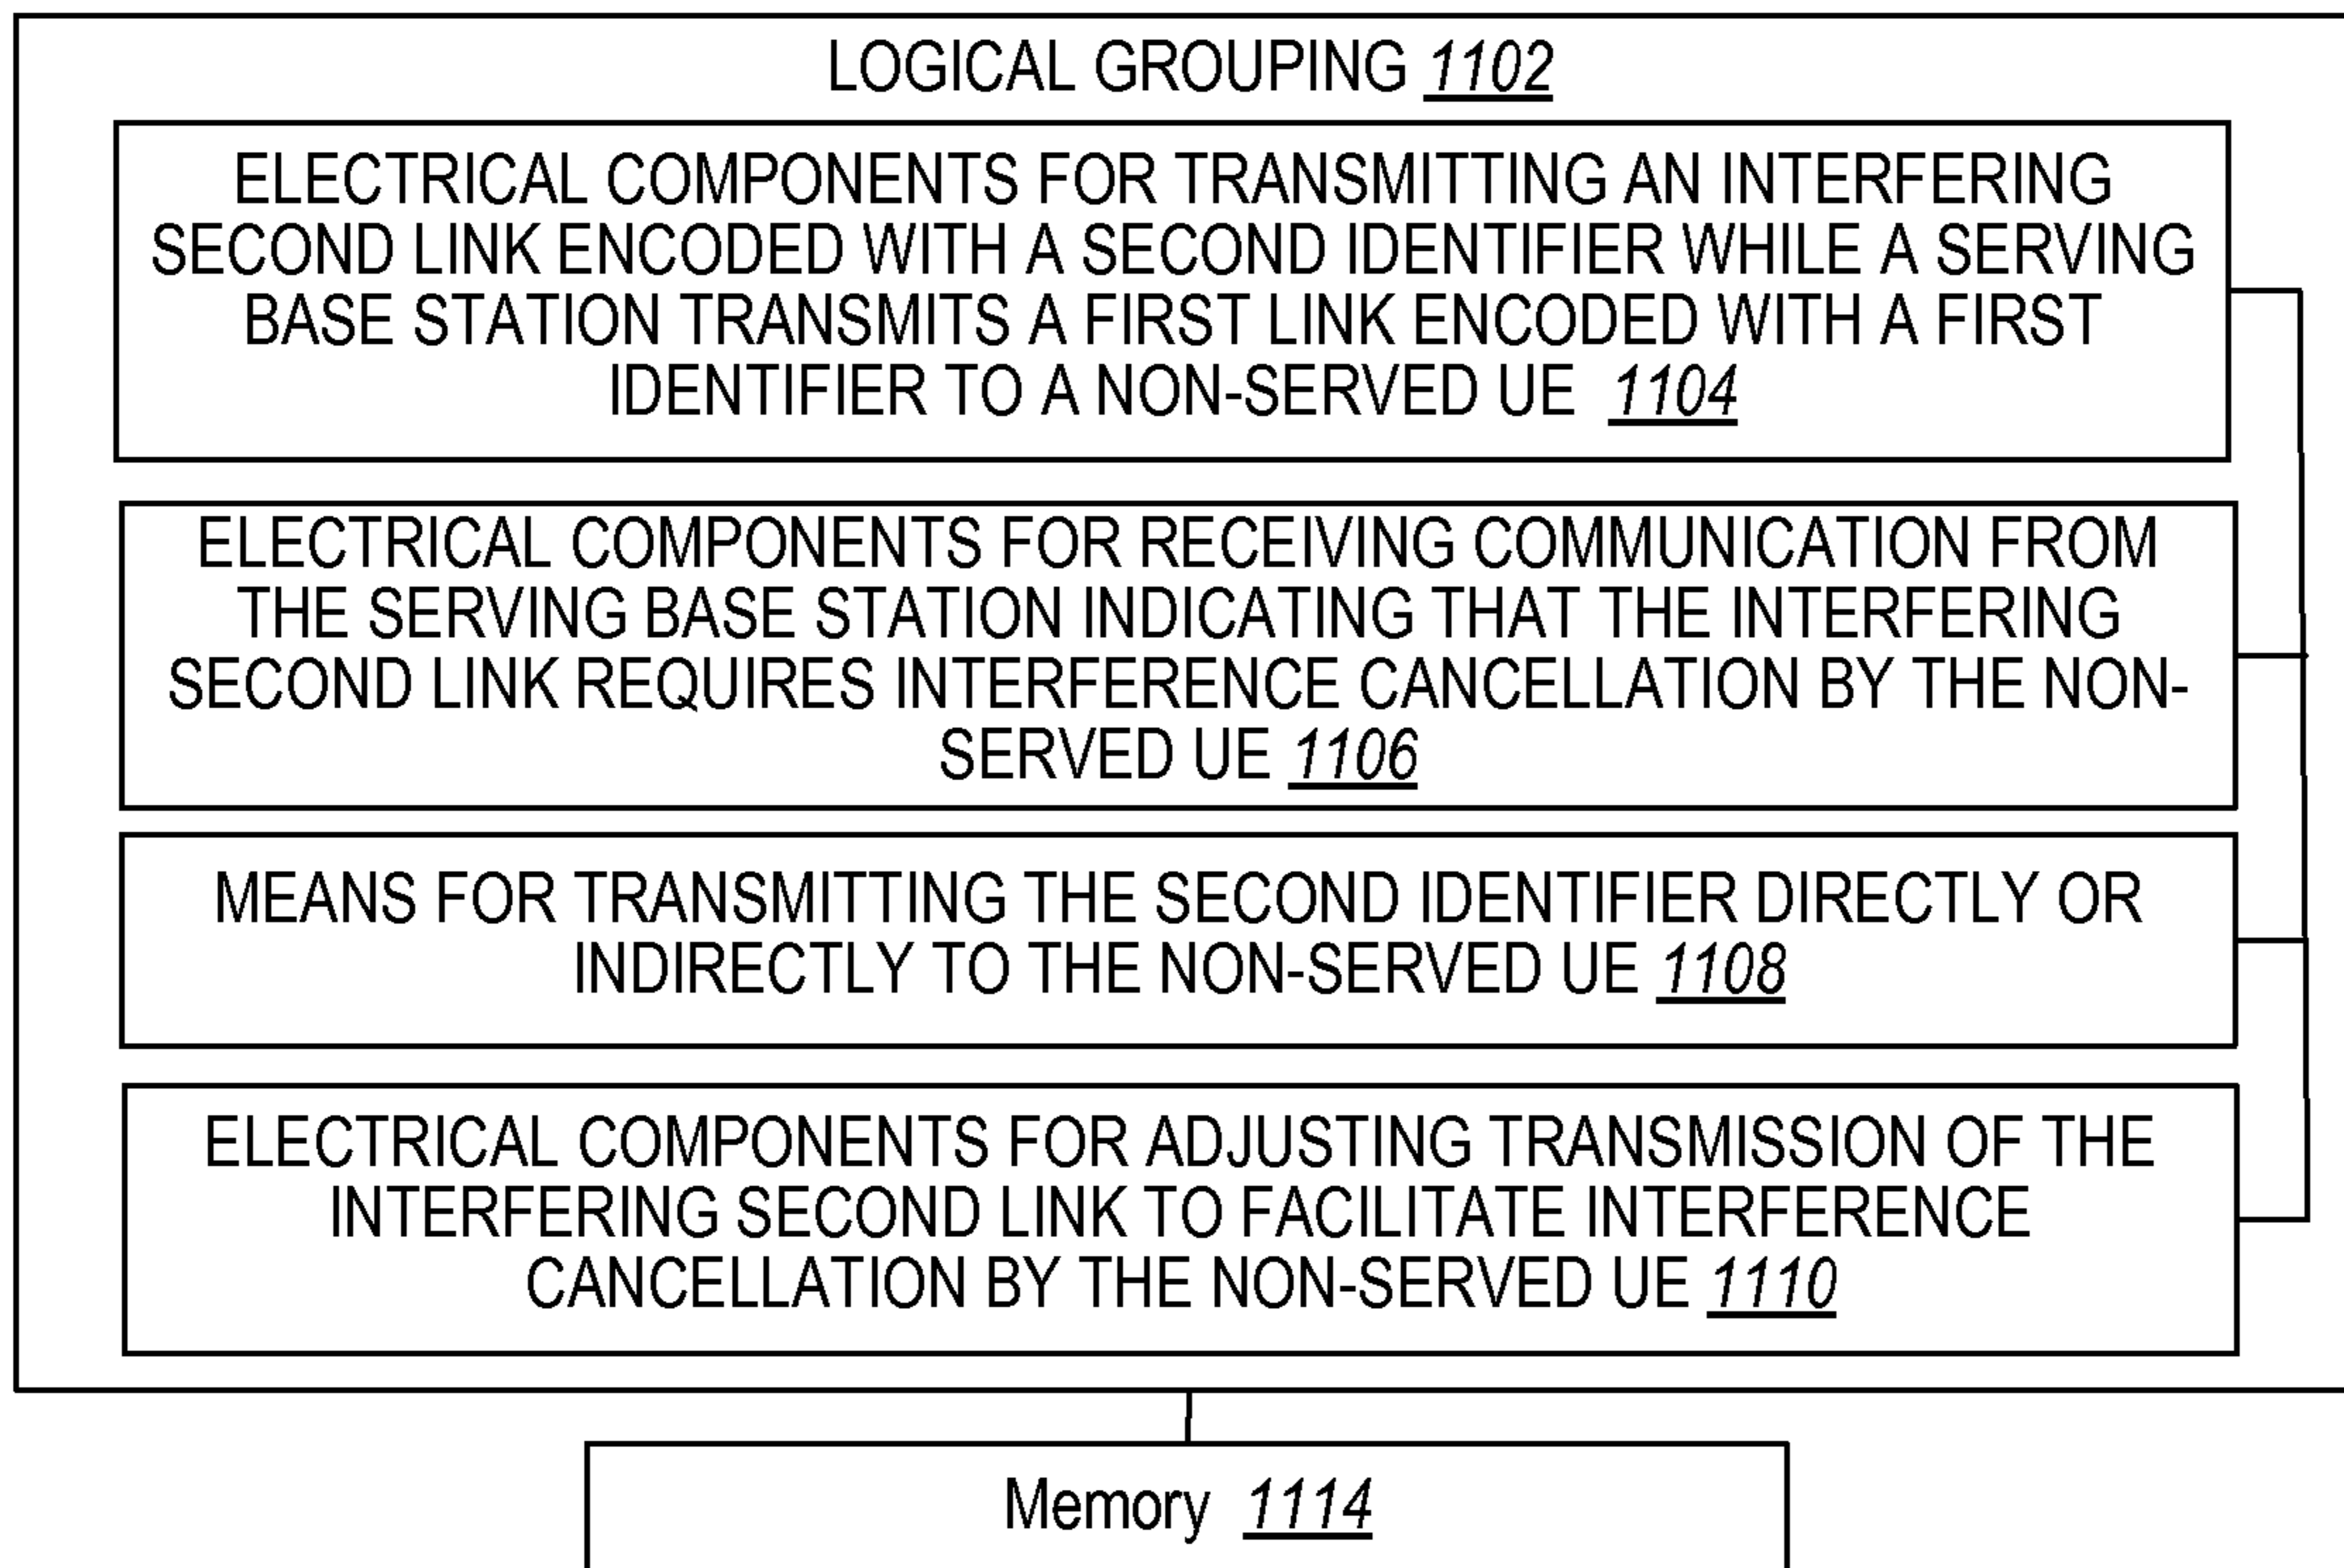 LOGICAL GROUPING 1102
ELECTRICAL COMPONENTS FOR TRANSMITTING AN INTERFERING
SECOND LINK ENCODED WITH A SECOND IDENTIFIER WHILE A SERVING
BASE STATION TRANSMITS A FIRST LINK ENCODED WITH A FIRST
IDENTIFIER TO A NON-SERVED UE 1104
ELECTRICAL COMPONENTS FOR RECEIVING COMMUNICATION FROM
THE SERVING BASE STATION INDICATING THAT THE INTERFERING
SECOND LINK REQUIRES INTERFERENCE CANCELLATION BY THE NON-
SERVED UE 1106
MEANS FOR TRANSMITTING THE SECOND IDENTIFIER DIRECTLY OR
INDIRECTLY TO THE NON-SERVED UE 1108
ELECTRICAL COMPONENTS FOR ADJUSTING TRANSMISSION OF THE
INTERFERING SECOND LINK TO FACILITATE INTERFERENCE
CANCELLATION BY THE NON-SERVED UE 1110
Memory 1114